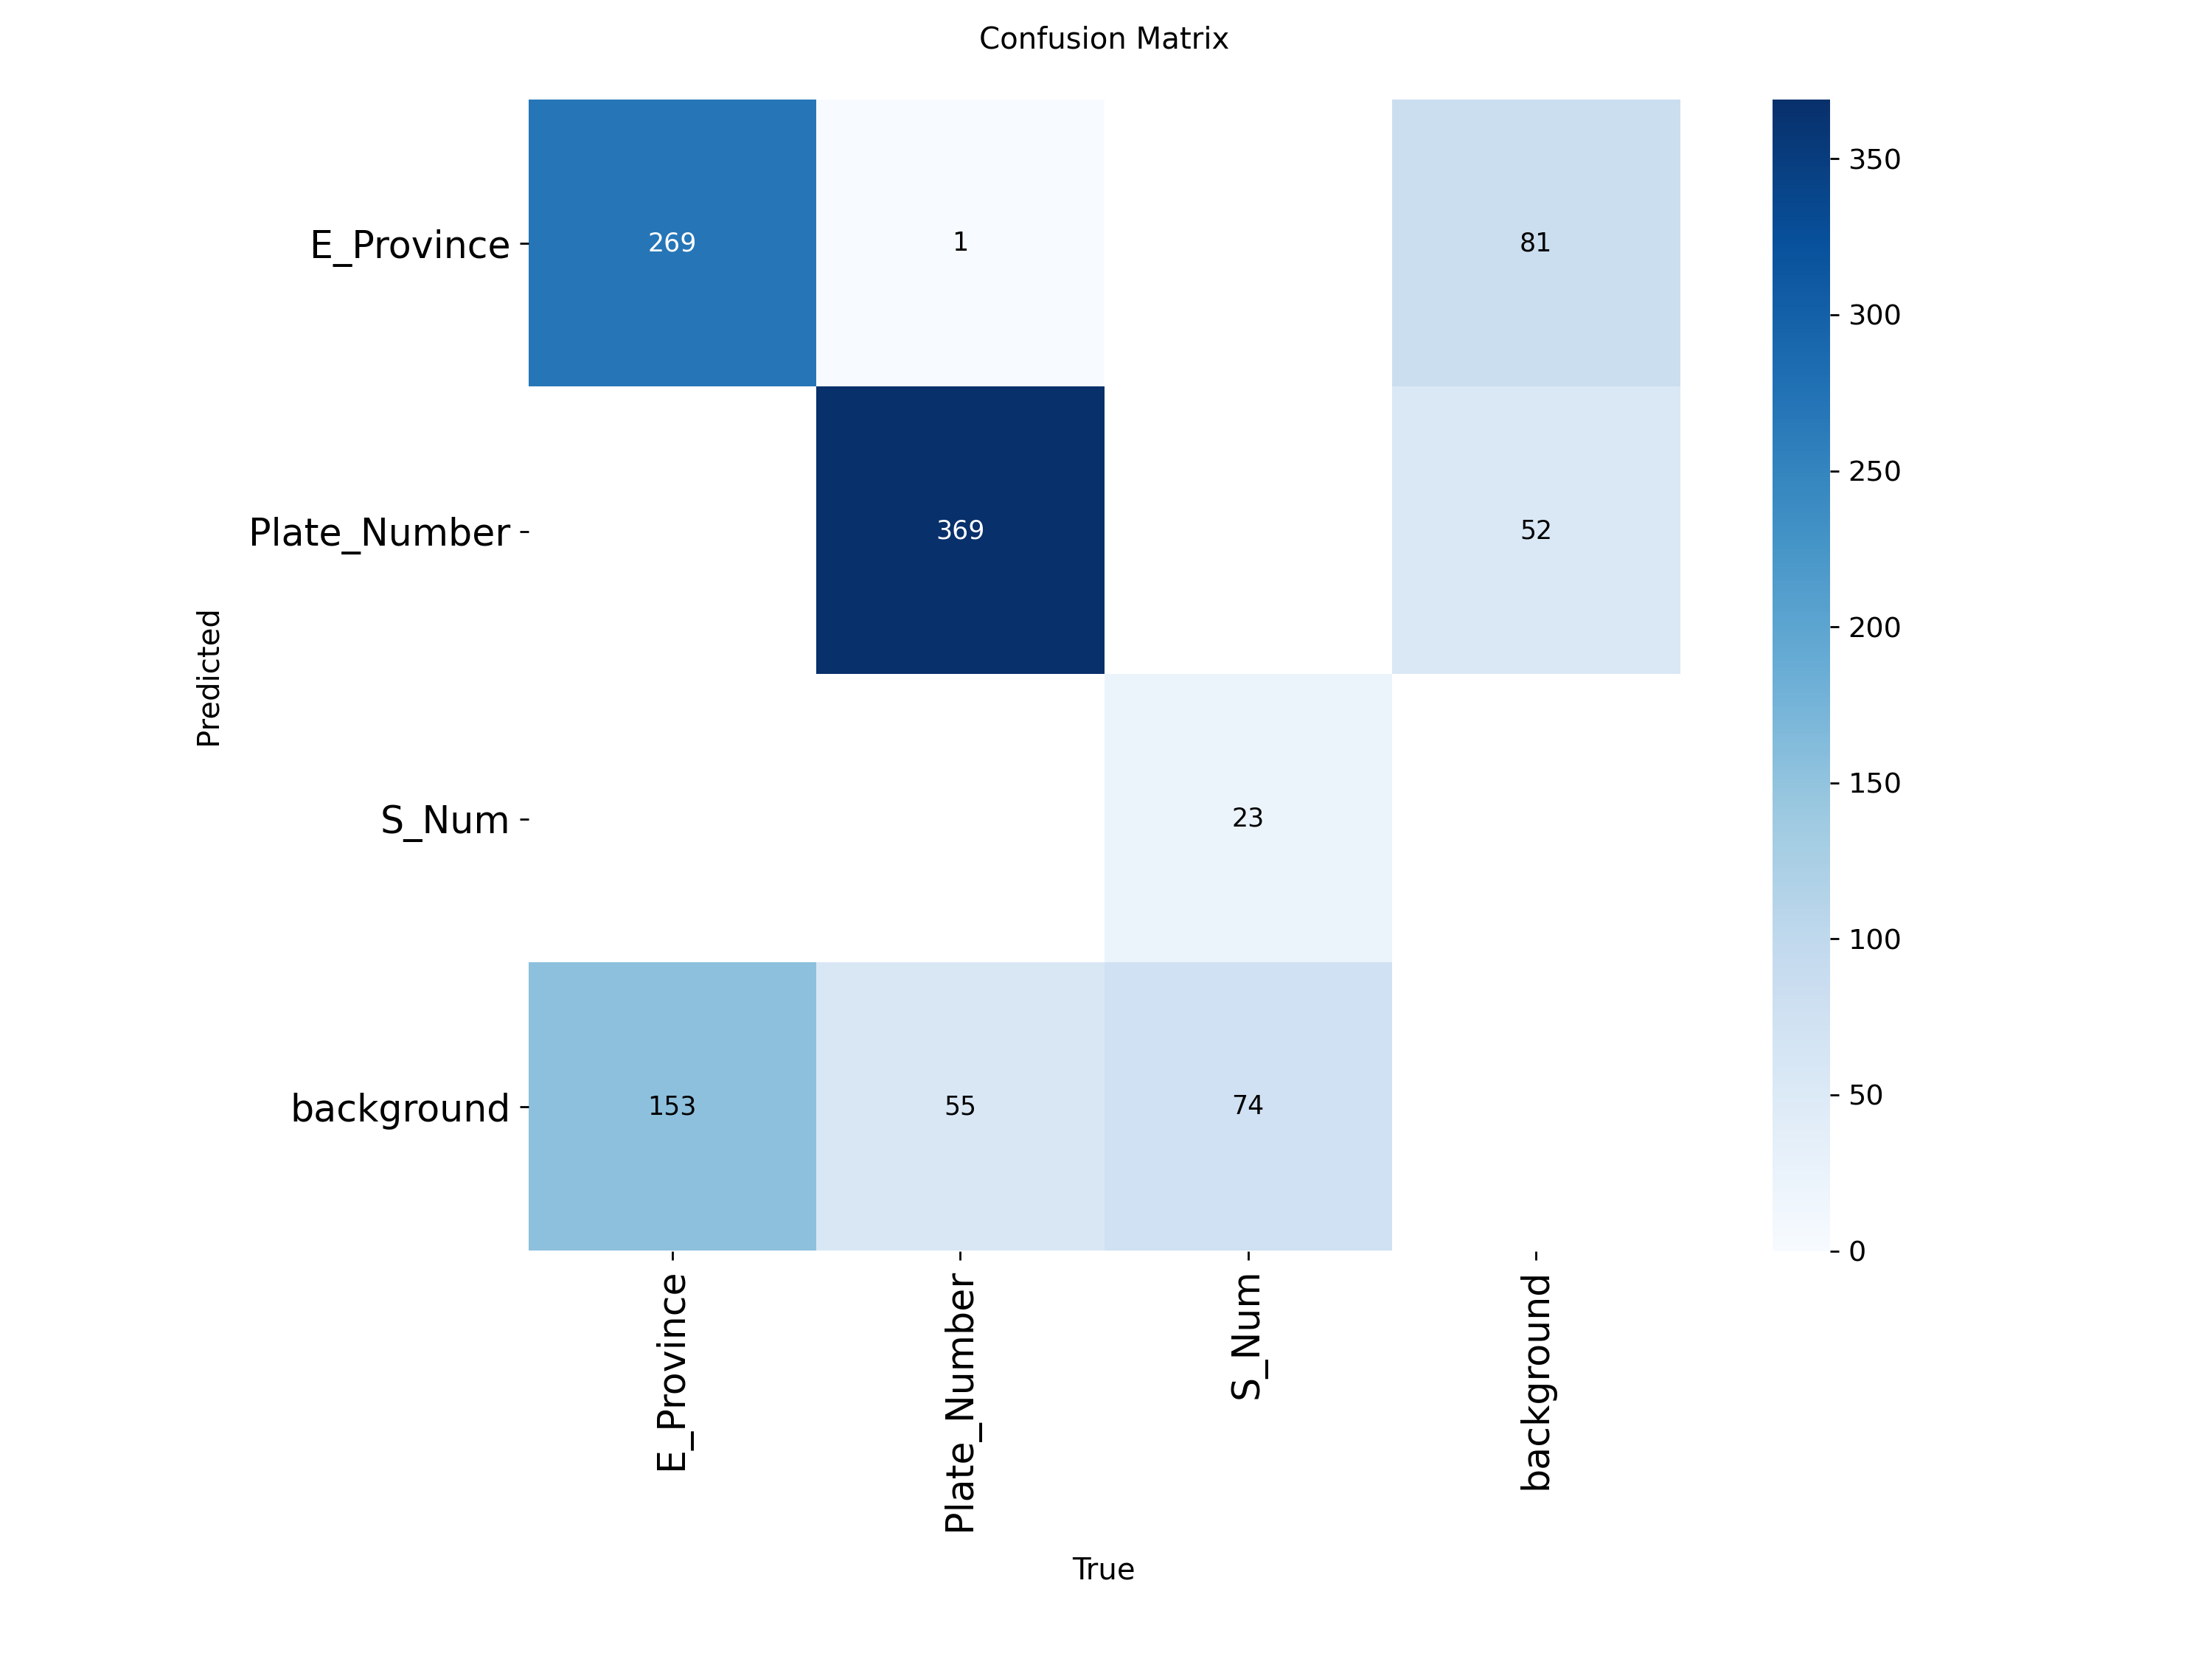 Confusion Matrix
E_Province
269
1
81
350
300
Plate_Number
369
52
250
200
Predicted
S_Num
23
150
100
background
153
55
74
50
0
E_Province
Plate_Number
S_Num
background
True